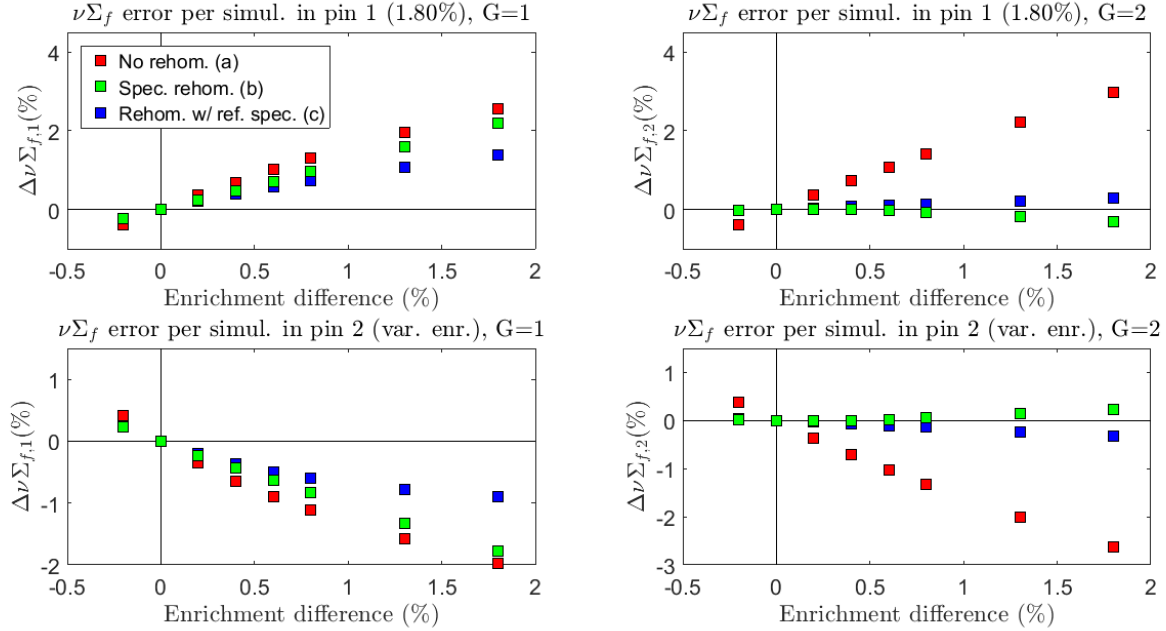 νΣf error per simul. in pin 1 (1.80%), G=1
4
2
0
ΔνΣf,1(%)
No rehom. (a)
Spec. rehom. (b)
Rehom. w/ ref. spec. (c)
-0.5 0 0.5 1 1.5 2
Enrichment difference (%)
νΣf error per simul. in pin 1 (1.80%), G=2
4
2
0
ΔνΣf,2(%)
-0.5 0 0.5 1 1.5 2
Enrichment difference (%)
νΣf error per simul. in pin 2 (var. enr.), G=1
1
0
-1
-2
ΔνΣf,1(%)
-0.5 0 0.5 1 1.5 2
Enrichment difference (%)
νΣf error per simul. in pin 2 (var. enr.), G=2
1
0
-1
-2
-3
ΔνΣf,2(%)
-0.5 0 0.5 1 1.5 2
Enrichment difference (%)